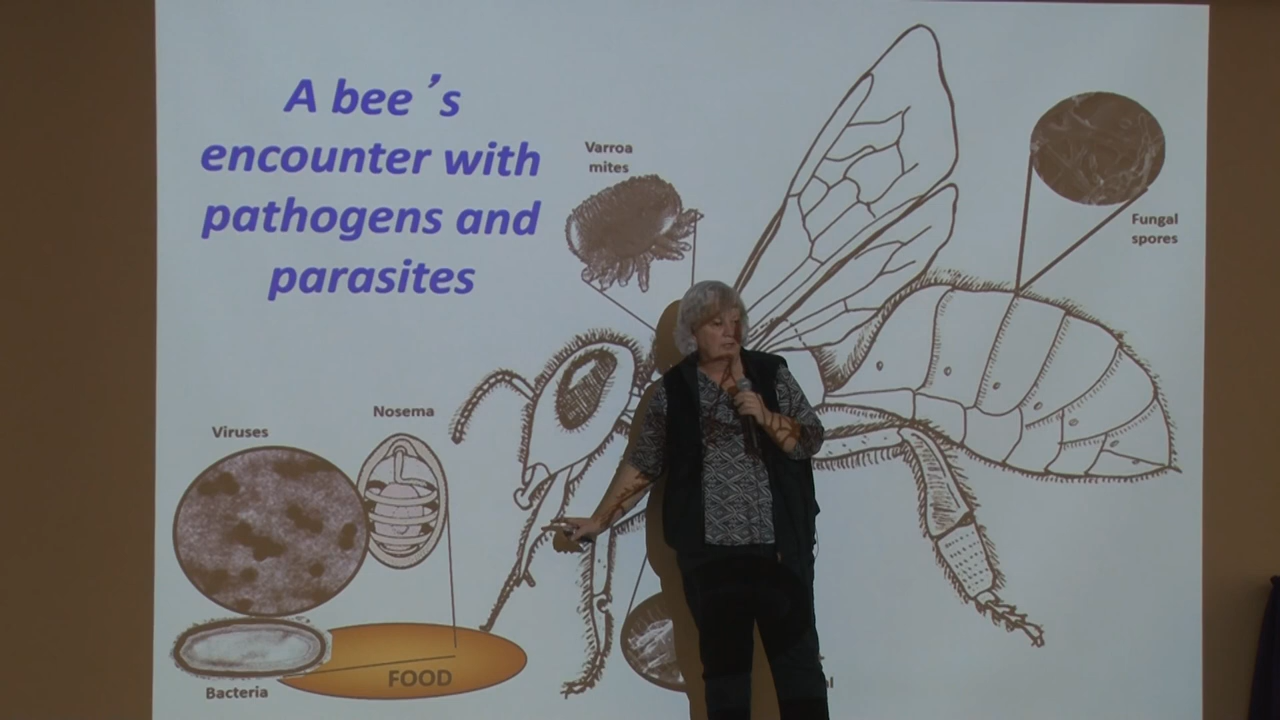 A bee's
encounter with
pathogens and
parasites
Varroa
mites
Fungal
spores
Nosema
Viruses
FOOD
Bacteria